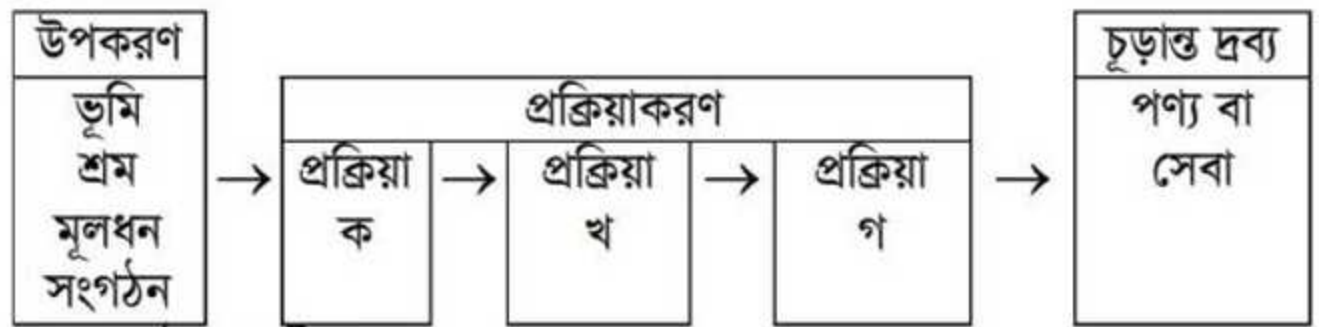 উপকরণ
ভূমি
শ্রম
মূলধন
সংগঠন
→
প্রক্রিয়াকরণ
প্রক্রিয়া
ক
→
প্রক্রিয়া
খ
→
প্রক্রিয়া
গ
→
চূড়ান্ত দ্রব্য
পণ্য বা
সেবা